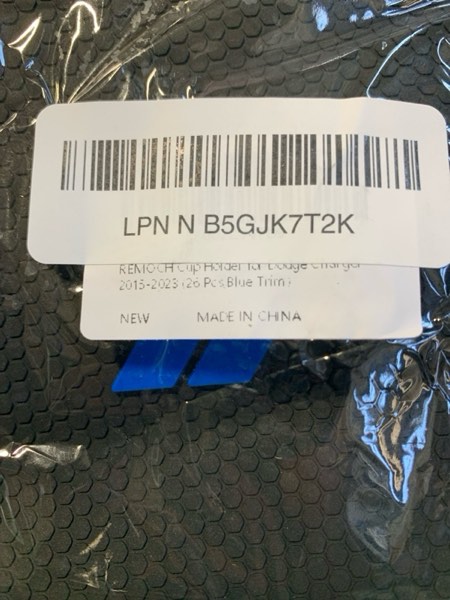 LPN N B5GJK7T2K
REMOCH Cup Holder for Dodge Charger
2015-2023 (26 Pcs,Blue Trim)
NEW MADE IN CHINA